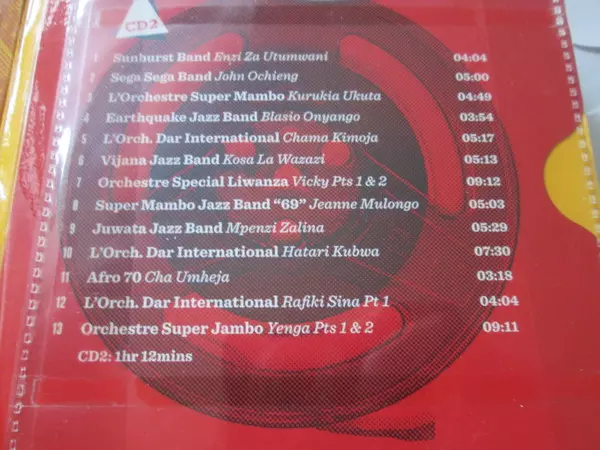 CD2
1 Sunburst Band Enzi Za Utumwani 04:04
2 Sega Sega Band John Ochieng 05:00
3 L'Orchestre Super Mambo Kurukia Ukuta 04:49
4 Earthquake Jazz Band Blasio Onyango 03:54
5 L'Orch. Dar International Chama Kimoja 05:17
6 Vijana Jazz Band Kosa La Wazazi 05:13
7 Orchestre Special Liwanza Vicky Pts 1 & 2 09:12
8 Super Mambo Jazz Band "69" Jeanne Mulongo 05:03
9 Juwata Jazz Band Mpenzi Zalina 05:29
10 L'Orch. Dar International Hatari Kubwa 07:30
11 Afro 70 Cha Umheja 03:18
12 L'Orch. Dar International Rafiki Sina Pt 1 04:04
13 Orchestre Super Jambo Yenga Pts 1 & 2 09:11
CD2: 1hr 12mins